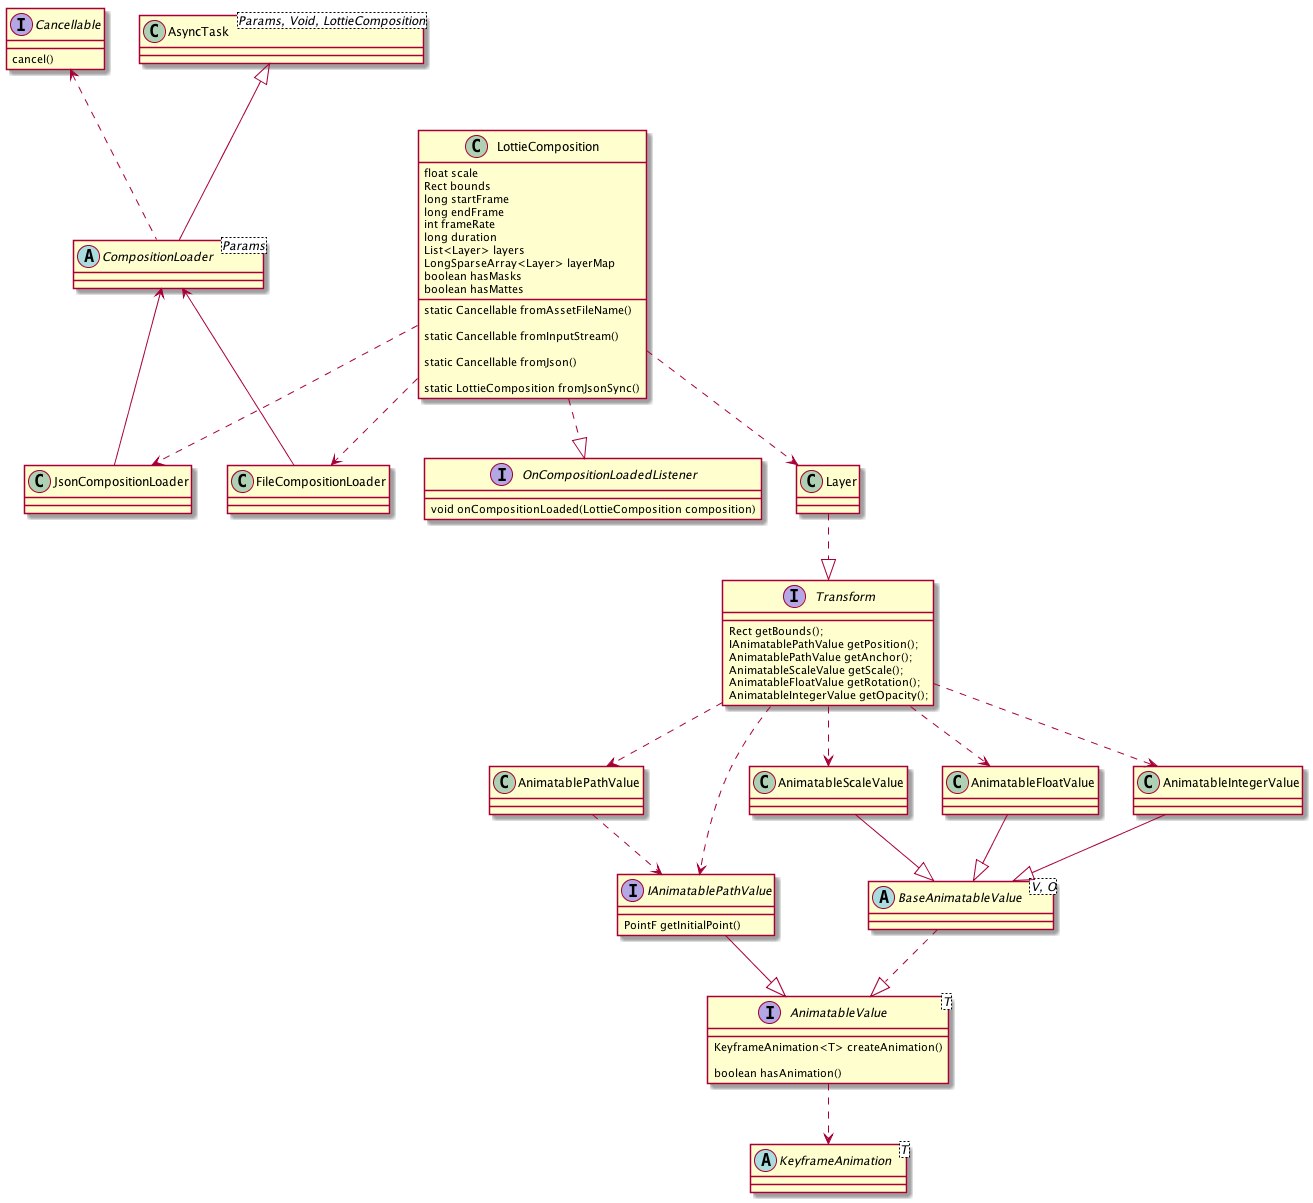 I Cancellable
cancel()
C AsyncTask
Params, Void, LottieComposition
C LottieComposition
float scale
Rect bounds
long startFrame
long endFrame
int frameRate
long duration
List<Layer> layers
LongSparseArray<Layer> layerMap
boolean hasMasks
boolean hasMattes
static Cancellable fromAssetFileName()
static Cancellable fromInputStream()
static Cancellable fromJson()
static LottieComposition fromJsonSync()
A CompositionLoader
Params
C JsonCompositionLoader
C FileCompositionLoader
I OnCompositionLoadedListener
void onCompositionLoaded(LottieComposition composition)
C Layer
I Transform
Rect getBounds();
IAnimatablePathValue getPosition();
AnimatablePathValue getAnchor();
AnimatableScaleValue getScale();
AnimatableFloatValue getRotation();
AnimatableIntegerValue getOpacity();
C AnimatablePathValue
C AnimatableScaleValue
C AnimatableFloatValue
C AnimatableIntegerValue
I IAnimatablePathValue
PointF getInitialPoint()
A BaseAnimatableValue
V, O
I AnimatableValue
T
KeyframeAnimation<T> createAnimation()
boolean hasAnimation()
A KeyframeAnimation
T